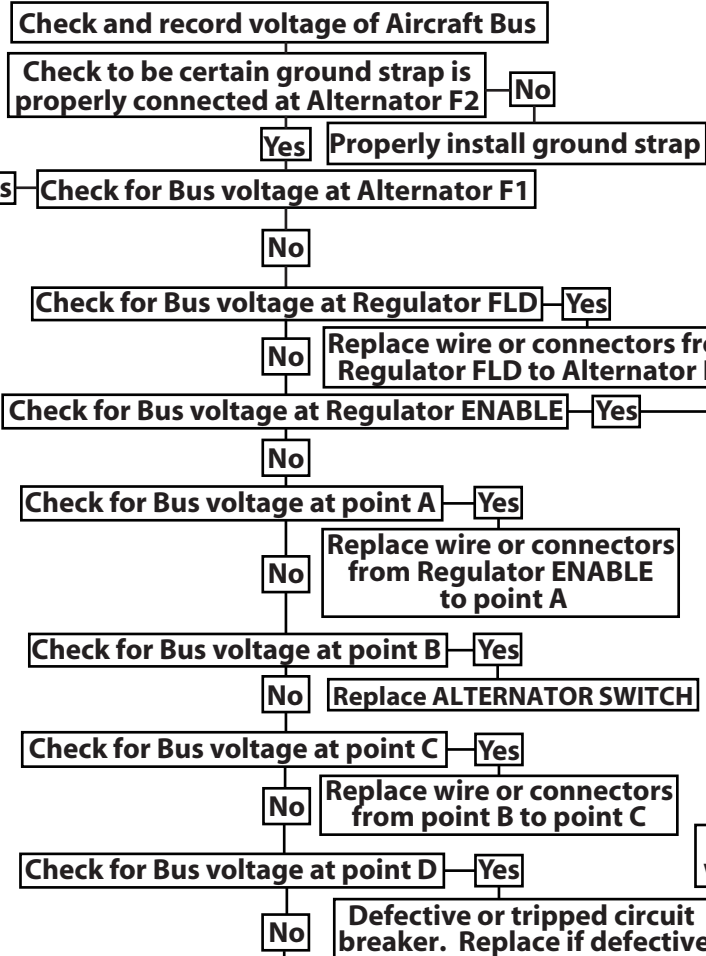 Check and record voltage of Aircraft Bus
Check to be certain ground strap is
properly connected at Alternator F2
No
Yes
Properly install ground strap
Check for Bus voltage at Alternator F1
No
Check for Bus voltage at Regulator FLD
Yes
No
Replace wire or connectors
Regulator FLD to Alternator
Check for Bus voltage at Regulator ENABLE
Yes
No
Check for Bus voltage at point A
Yes
No
Replace wire or connectors
from Regulator ENABLE
to point A
Check for Bus voltage at point B
Yes
No
Replace ALTERNATOR SWITCH
Check for Bus voltage at point C
Yes
No
Replace wire or connectors
from point B to point C
Check for Bus voltage at point D
Yes
No
Defective or tripped circuit
breaker. Replace if defective